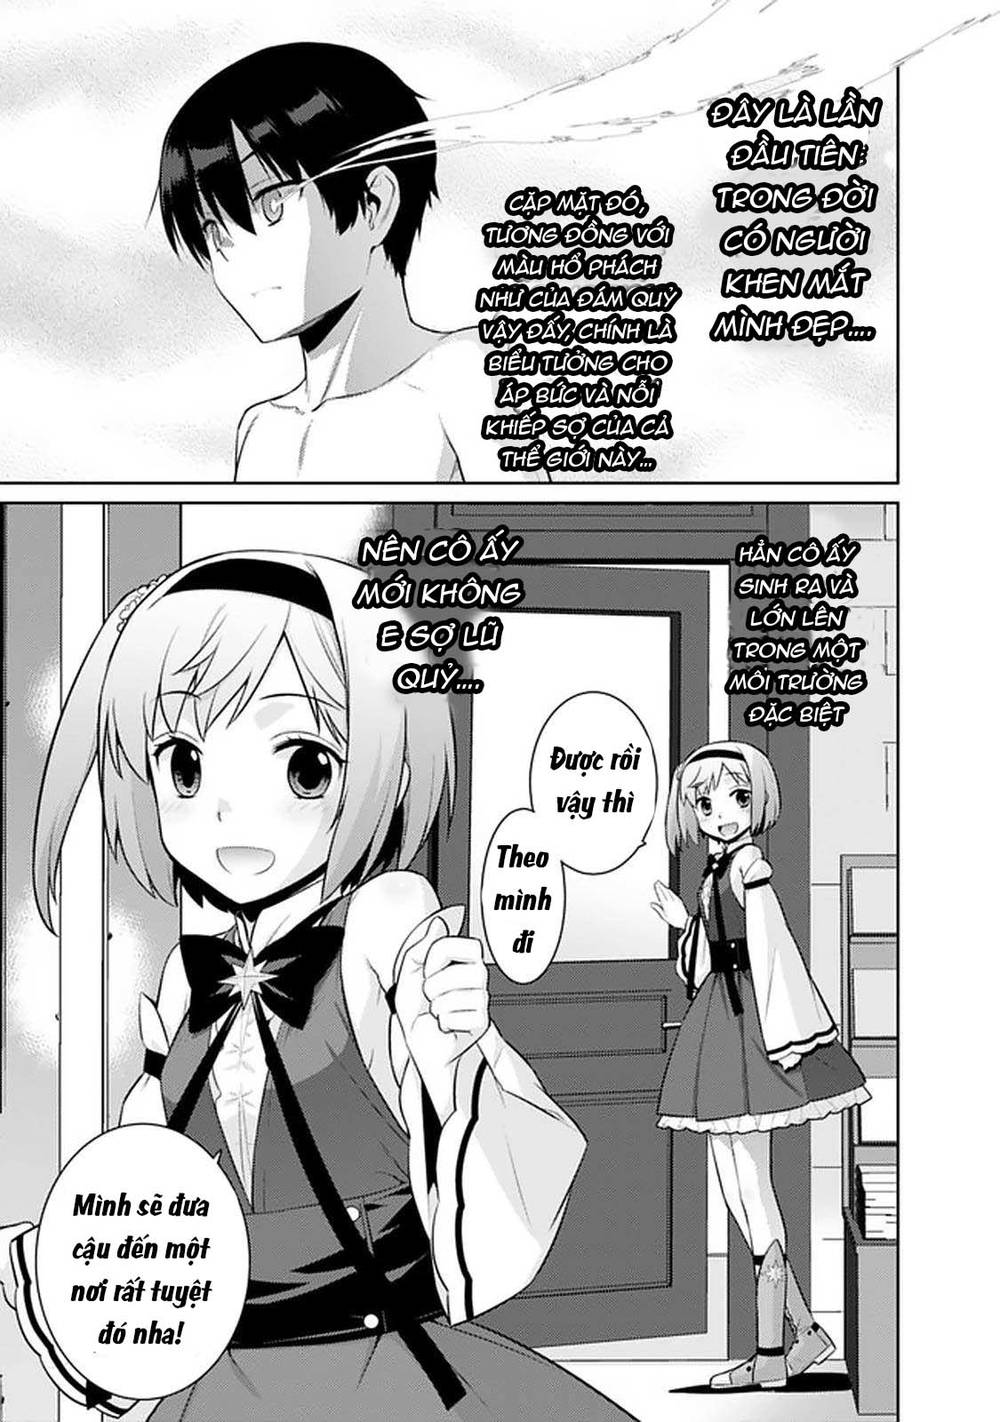 ĐÂY LÀ LẦN
ĐẦU TIÊN
TRONG ĐỜI
CÓ NGƯỜI
KHEN MẮT
MÌNH ĐẸP....
CẶP MẶT ĐÓ,
TƯƠNG ĐỒNG VỚI
MÀU HỔ PHÁCH
NHƯ CỦA ĐÁM QUỶ
VẬY ĐẤY, CHÍNH LÀ
BIỂU TƯỞNG CHO
ÁP BỨC VÀ NỖI
KHIẾP SỢ CỦA CẢ
THẾ GIỚI NÀY...
HẲN CÔ ẤY
SINH RA VÀ
LỚN LÊN
TRONG MỘT
MÔI TRƯỜNG
ĐẶC BIỆT
NÊN CÔ ẤY
MỚI KHÔNG
E SỢ LŨ
QUỶ....
Được rồi
vậy thì
Theo
mình
đi
Mình sẽ đưa
cậu đến một
nơi rất tuyệt
đó nha!